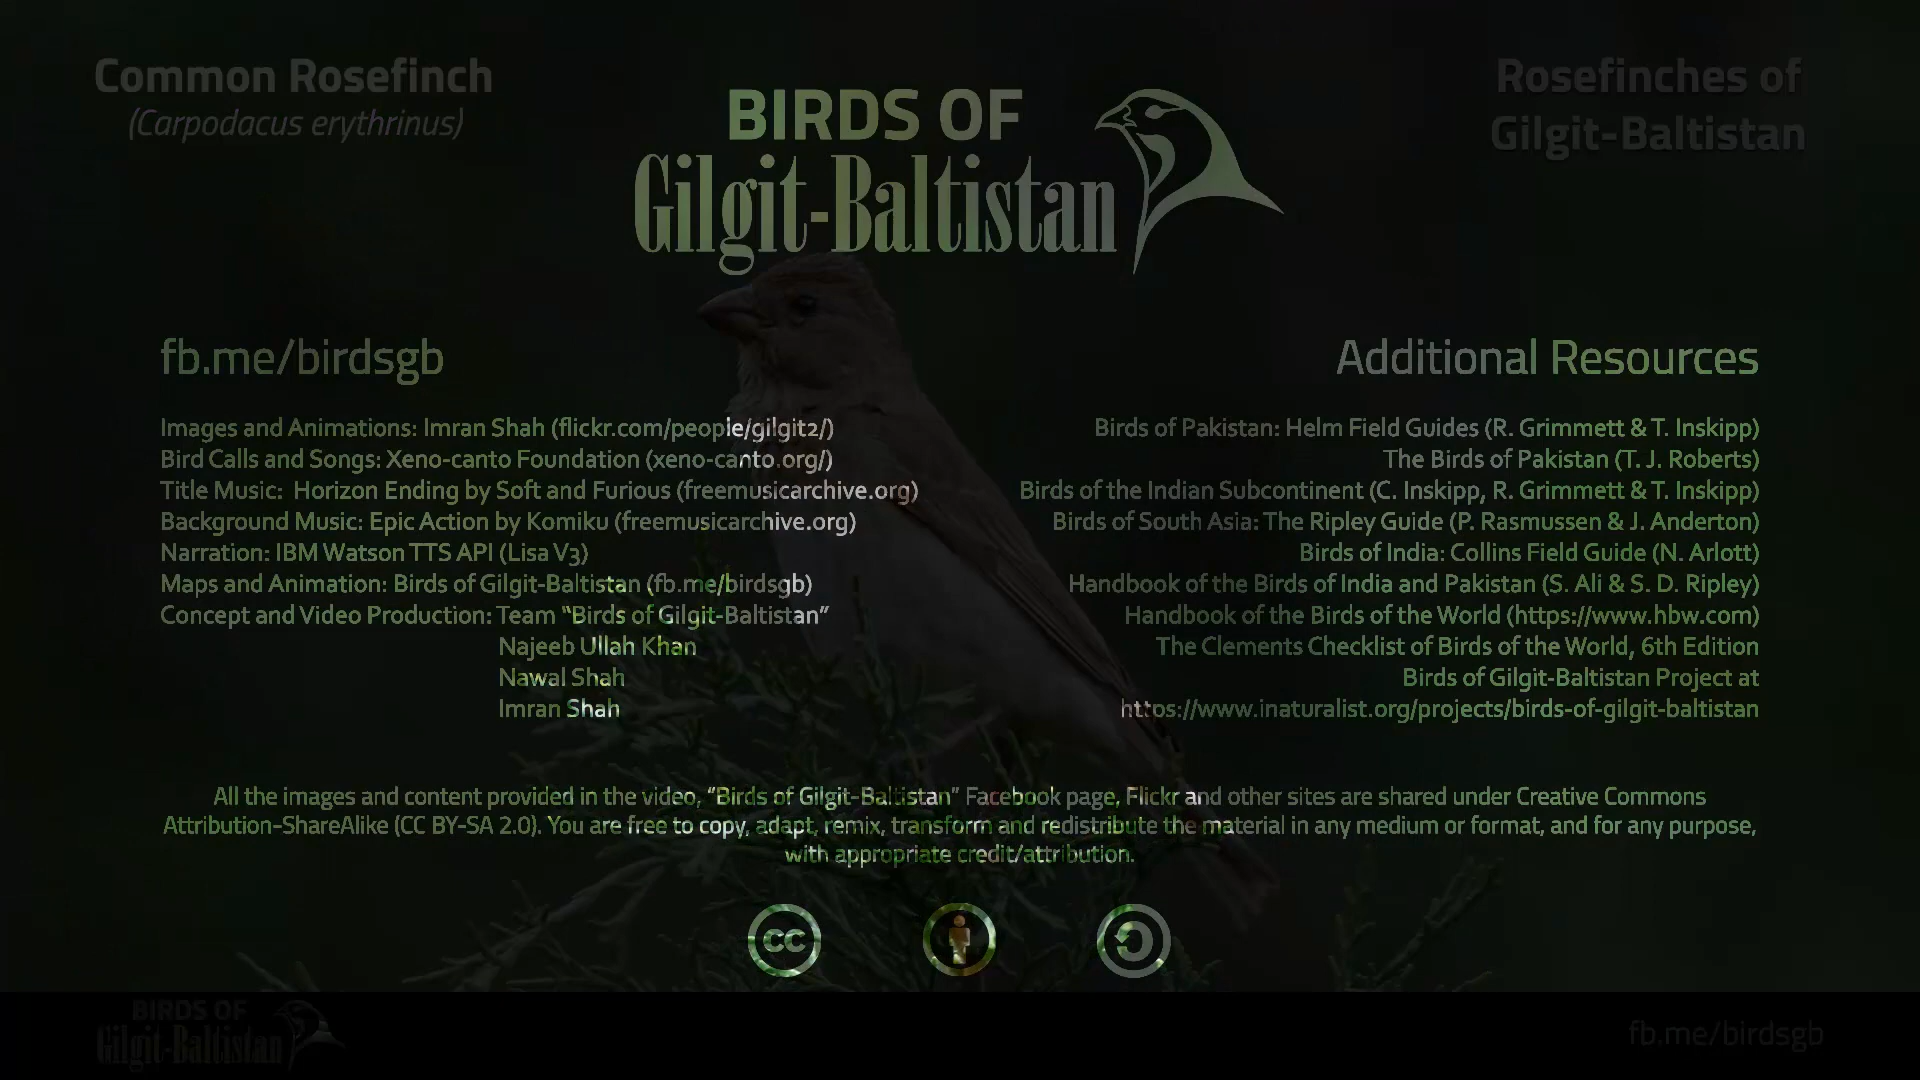 Common Rosefinch
(Carpodacus erythrinus)
Rosefinches of
Gilgit-Baltistan
BIRDS OF
Gilgit-Baltistan
fb.me/birdsgb
Images and Animations: Imran Shah (flickr.com/people/gilgit2/)
Bird Calls and Songs: Xeno-canto Foundation (xeno-canto.org/)
Title Music: Horizon Ending by Soft and Furious (freemusicarchive.org)
Background Music: Epic Action by Komiku (freemusicarchive.org)
Narration: IBM Watson TTS API (Lisa V3)
Maps and Animation: Birds of Gilgit-Baltistan (fb.me/birdsgb)
Concept and Video Production: Team “Birds of Gilgit-Baltistan”
Najeeb Ullah Khan
Nawal Shah
Imran Shah
Additional Resources
Birds of Pakistan: Helm Field Guides (R. Grimmett & T. Inskipp)
The Birds of Pakistan (T. J. Roberts)
Birds of the Indian Subcontinent (C. Inskipp, R. Grimmett & T. Inskipp)
Birds of South Asia: The Ripley Guide (P. Rasmussen & J. Anderton)
Birds of India: Collins Field Guide (N. Arlott)
Handbook of the Birds of India and Pakistan (S. Ali & S. D. Ripley)
Handbook of the Birds of the World (https://www.hbw.com)
The Clements Checklist of Birds of the World, 6th Edition
Birds of Gilgit-Baltistan Project at
https://www.inaturalist.org/projects/birds-of-gilgit-baltistan
All the images and content provided in the video, “Birds of Gilgit-Baltistan” Facebook page, Flickr and other sites are shared under Creative Commons
Attribution-ShareAlike (CC BY-SA 2.0). You are free to copy, adapt, remix, transform and redistribute the material in any medium or format, and for any purpose,
with appropriate credit/attribution.
cc
BIRDS OF
Gilgit-Baltistan
fb.me/birdsgb